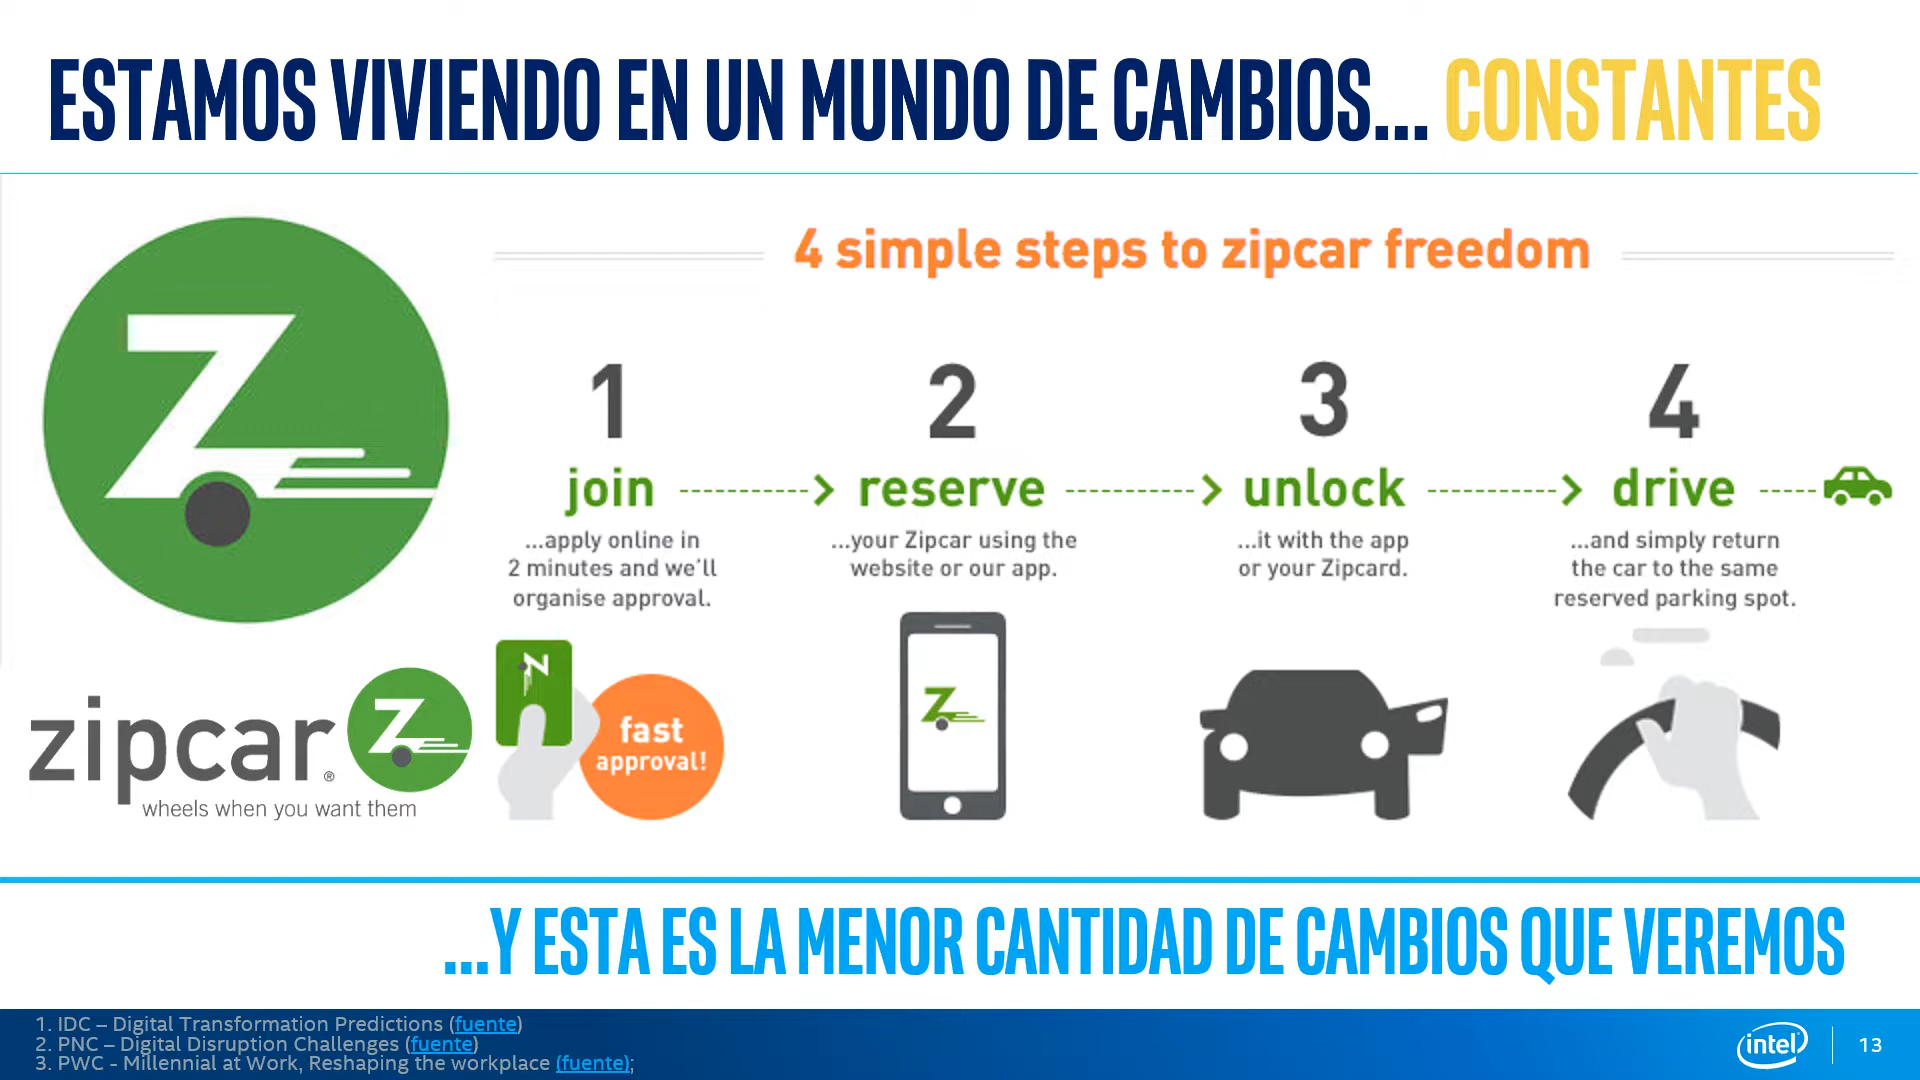 ESTAMOS VIVIENDO EN UN MUNDO DE CAMBIOS... CONSTANTES
4 simple steps to zipcar freedom
1
join
...apply online in
2 minutes and we'll
organise approval.
fast
approval!
2
reserve
...your Zipcar using the
website or our app.
3
unlock
...it with the app
or your Zipcard.
4
drive
...and simply return
the car to the same
reserved parking spot.
zipcar®
wheels when you want them
...Y ESTA ES LA MENOR CANTIDAD DE CAMBIOS QUE VEREMOS
1. IDC – Digital Transformation Predictions (fuente)
2. PNC – Digital Disruption Challenges (fuente)
3. PWC - Millennial at Work, Reshaping the workplace (fuente);
intel
13